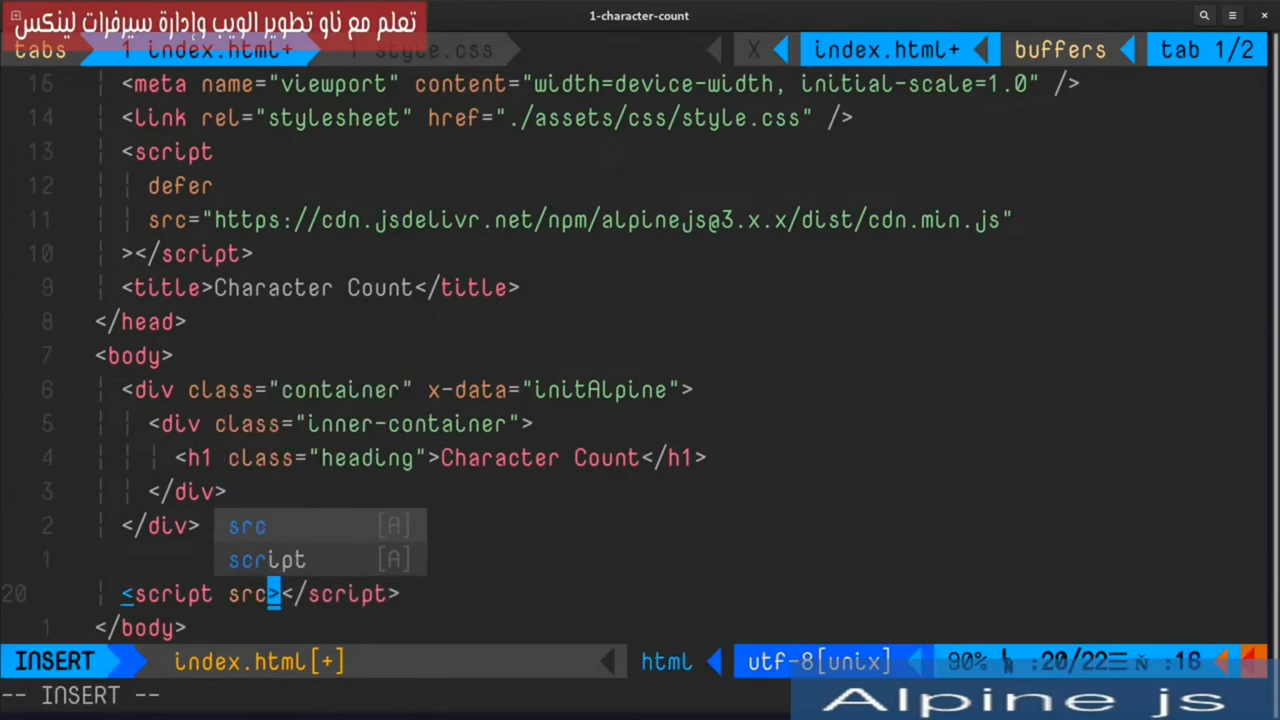 تعلم مع ناو تطوير الويب وإدارة سيرفرات لينكس
1-character-count
tabs 1 index.html+ 1 style.css X index.html+ buffers tab 1/2
16 <meta name="viewport" content="width=device-width, initial-scale=1.0" />
14 <link rel="stylesheet" href="./assets/css/style.css" />
13 <script
12 defer
11 src="https://cdn.jsdelivr.net/npm/alpinejs@3.x.x/dist/cdn.min.js"
10 ></script>
9 <title>Character Count</title>
8 </head>
7 <body>
6 <div class="container" x-data="initAlpine">
5 <div class="inner-container">
4 <h1 class="heading">Character Count</h1>
3 </div>
2 </div>
src [A]
1 script [A]
20 <script src></script>
1 </body>
INSERT index.html[+] html utf-8[unix] 90% :20/22☰ :16
-- INSERT --
Alpine js